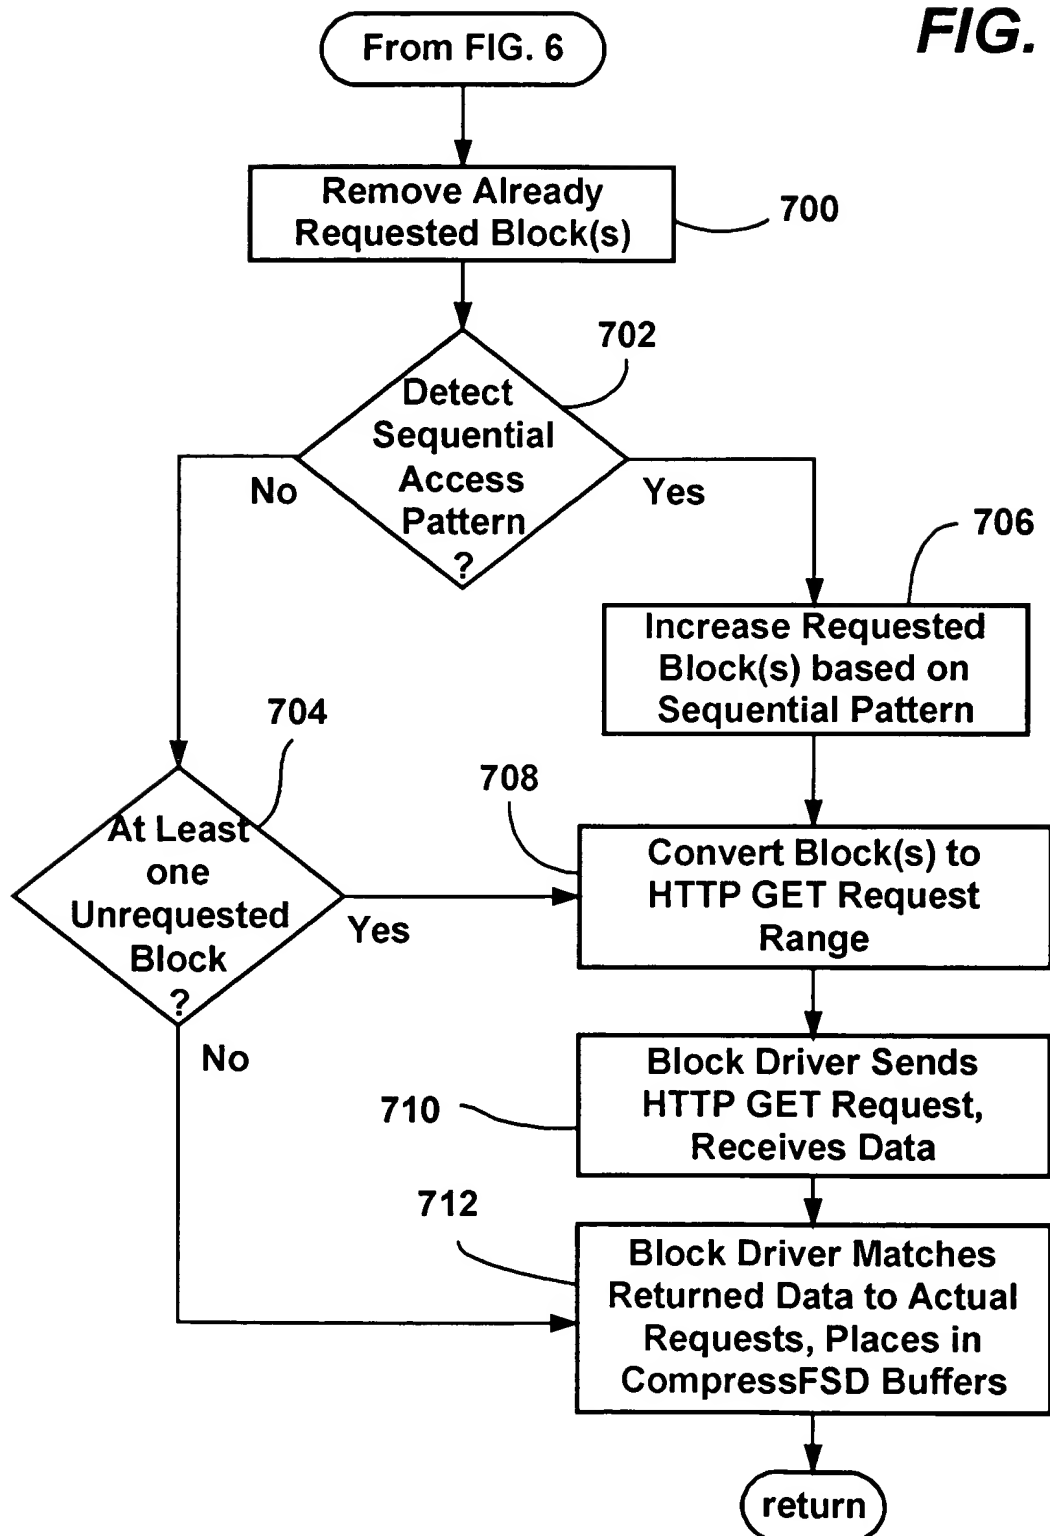 FIG.
From FIG. 6
Remove Already
Requested Block(s)
700
702
Detect
Sequential
Access
Pattern
?
No
Yes
706
Increase Requested
Block(s) based on
Sequential Pattern
704
At Least
one
Unrequested
Block
?
Yes
No
708
Convert Block(s) to
HTTP GET Request
Range
710
Block Driver Sends
HTTP GET Request,
Receives Data
712
Block Driver Matches
Returned Data to Actual
Requests, Places in
CompressFSD Buffers
return